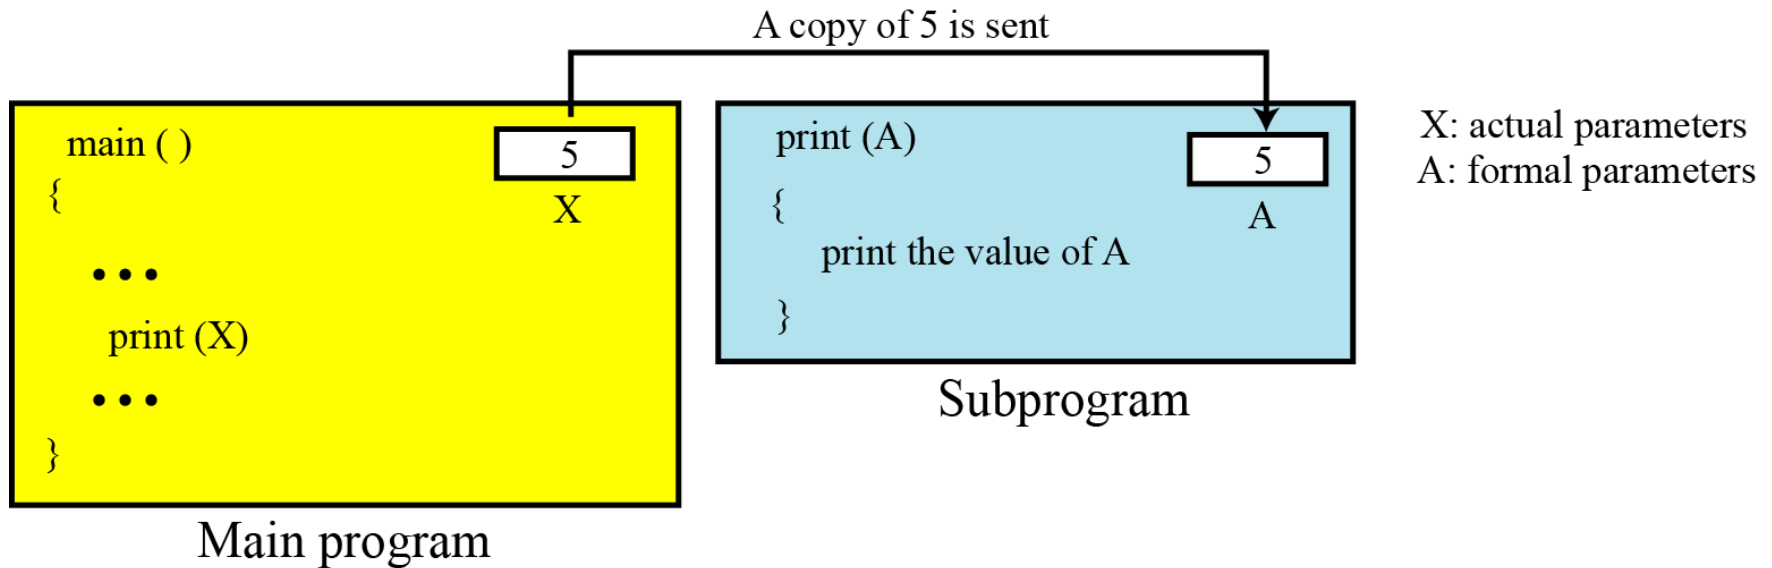 A copy of 5 is sent
main ( )
5
X
{
• • •
print (X)
• • •
}
Main program
print (A)
5
A
{
print the value of A
}
Subprogram
X: actual parameters
A: formal parameters